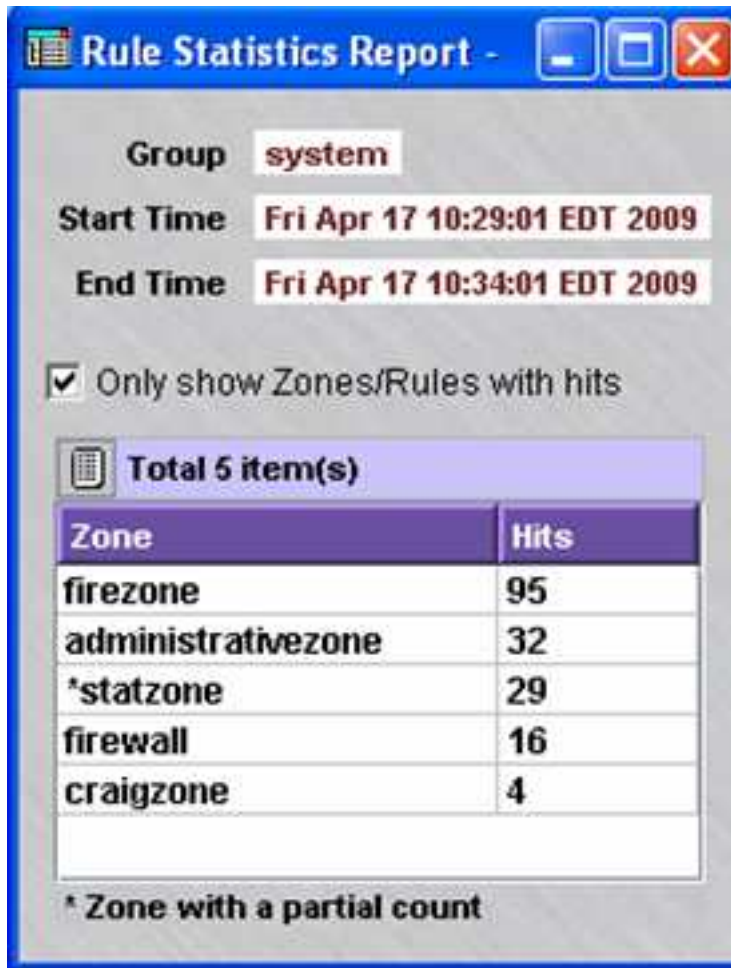 Rule Statistics Report -
Group system
Start Time Fri Apr 17 10:29:01 EDT 2009
End Time Fri Apr 17 10:34:01 EDT 2009
Only show Zones/Rules with hits
Total 5 item(s)
Zone Hits
firezone 95
administrativezone 32
*statzone 29
firewall 16
craigzone 4
* Zone with a partial count